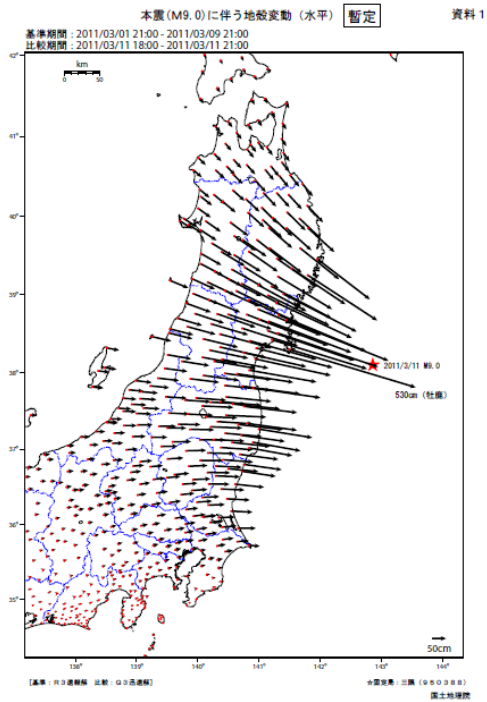 本震(M9.0)に伴う地殻変動（水平）
暫定
資料1
基準期間：2011/03/01 21:00 - 2011/03/09 21:00
比較期間：2011/03/11 18:00 - 2011/03/11 21:00
km
0 50
42°
41°
40°
39°
2011/3/11 M9.0
38°
530cm（牡鹿）
37°
36°
35°
50cm
138° 139° 140° 141° 142° 143° 144°
[基準：R3速報解 比較：Q3迅速解]
☆固定局：三隅（950388）
国土地理院